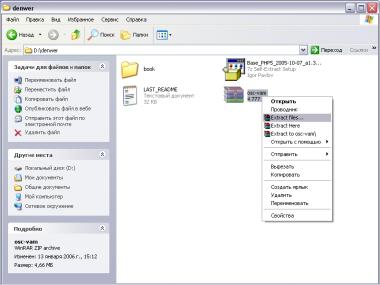 denwer
Файл Правка Вид Избранное Сервис Справка
Назад Поиск Папки
Адрес: D:\denwer Переход Ссылки
Задачи для файлов и папок
Переименовать файл
Переместить файл
Копировать файл
Опубликовать файл в вебе
Отправить этот файл по электронной почте
Удалить файл
Другие места
Локальный диск (D:)
Мои документы
Общие документы
Мой компьютер
Сетевое окружение
Подробно
osc-vam
WinRAR ZIP archive
Изменен: 13 января 2006 г., 15:12
Размер: 4,66 МБ
book
Base_PHP5_2005-10-07_a1.3...
7z Self-Extract Setup
Igor Pavlov
LAST_README
Текстовый документ
32 КБ
osc-vam
4 777
Открыть
Проводник
Extract files...
Extract Here
Extract to osc-vam\
Открыть с помощью
Отправить
Вырезать
Копировать
Создать ярлык
Удалить
Переименовать
Свойства